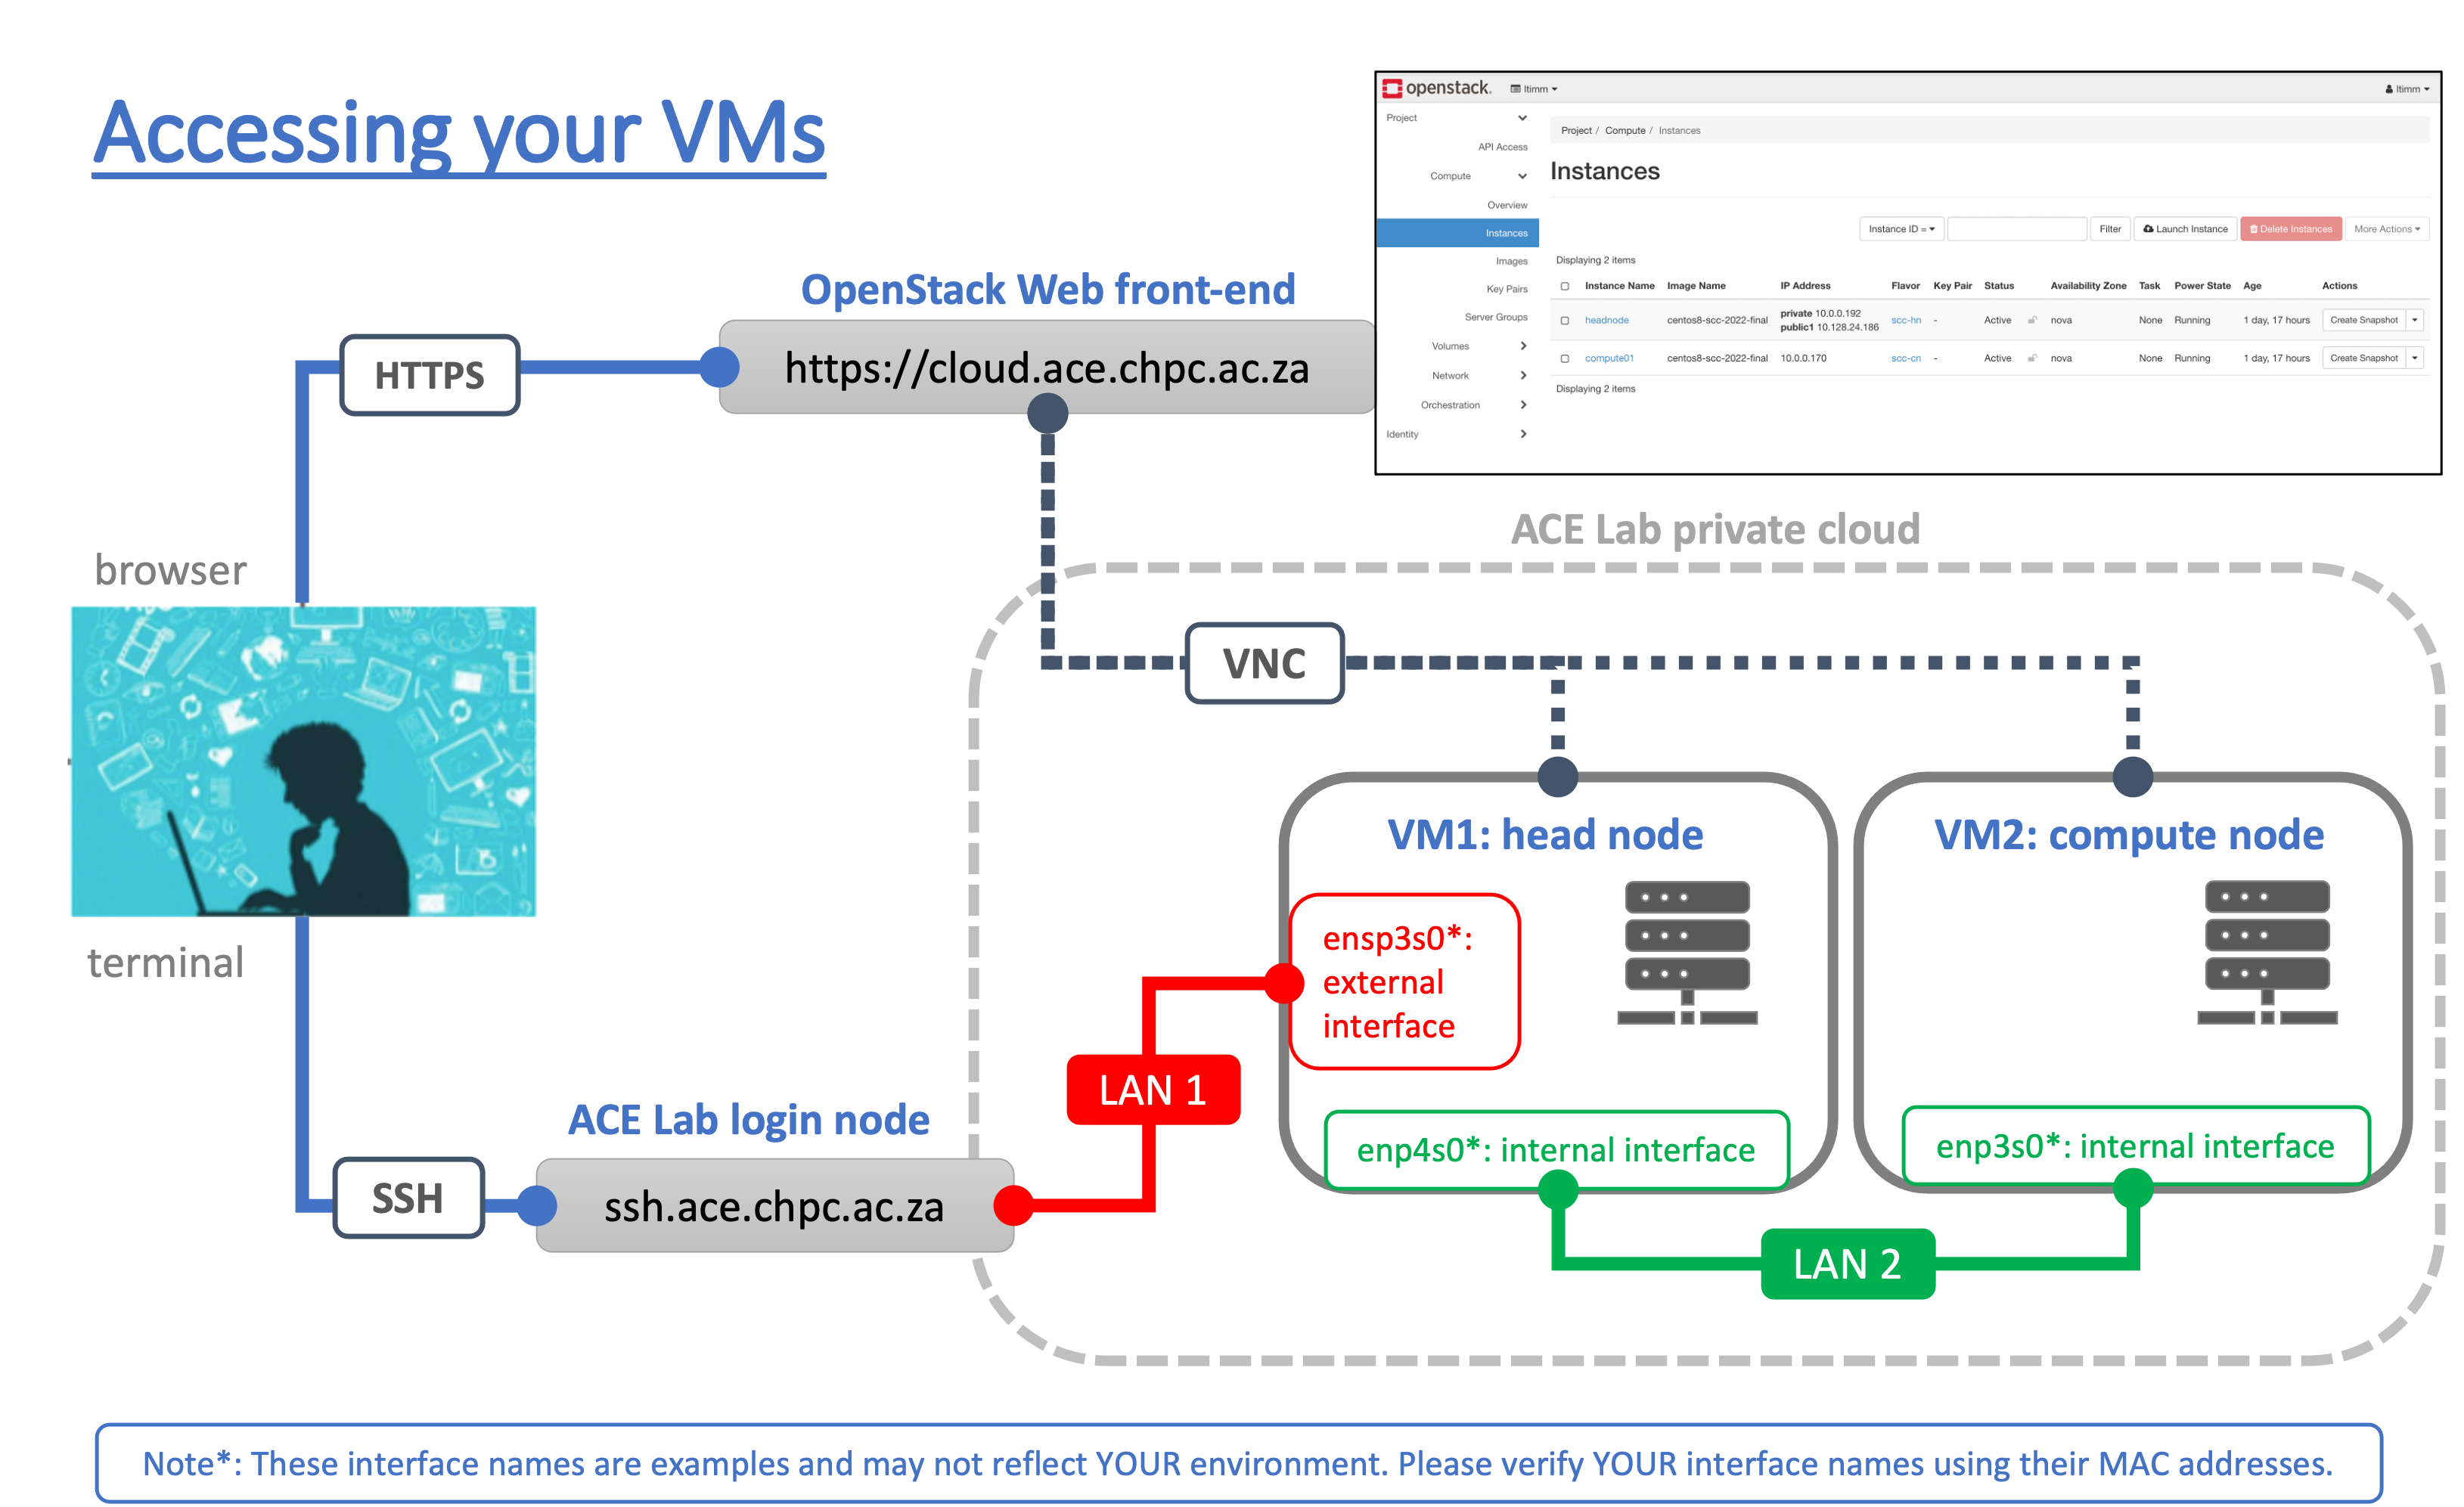 Accessing your VMs
openstack. ltimm ltimm
Project
API Access
Compute
Overview
Instances
Images
Key Pairs
Server Groups
Volumes
Network
Orchestration
Identity
Project / Compute / Instances
Instances
Instance ID = Filter Launch Instance Delete Instances More Actions
Displaying 2 items
Instance Name Image Name IP Address Flavor Key Pair Status Availability Zone Task Power State Age Actions
headnode centos8-scc-2022-final private 10.0.0.192 public1 10.128.24.186 scc-hn - Active nova None Running 1 day, 17 hours Create Snapshot
compute01 centos8-scc-2022-final 10.0.0.170 scc-cn - Active nova None Running 1 day, 17 hours Create Snapshot
Displaying 2 items
OpenStack Web front-end
HTTPS
https://cloud.ace.chpc.ac.za
ACE Lab private cloud
browser
VNC
VM1: head node
VM2: compute node
ensp3s0*:
external
interface
terminal
LAN 1
ACE Lab login node
enp4s0*: internal interface
enp3s0*: internal interface
SSH
ssh.ace.chpc.ac.za
LAN 2
Note*: These interface names are examples and may not reflect YOUR environment. Please verify YOUR interface names using their MAC addresses.